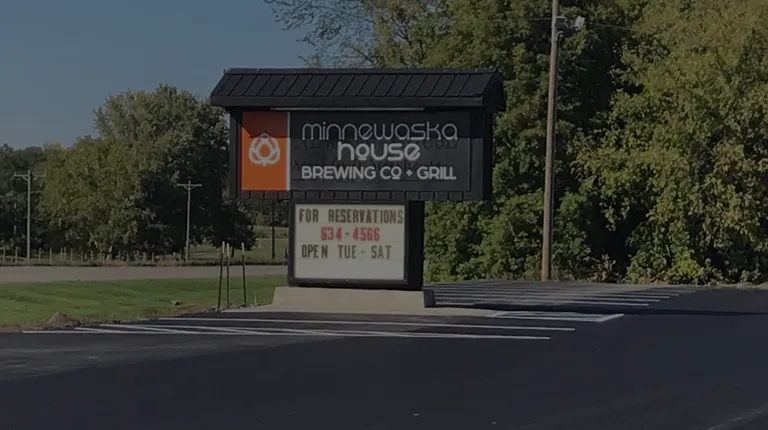 minnewaska
house
BREWING CO + GRILL
FOR RESERVATIONS
634-4566
OPEN TUE - SAT